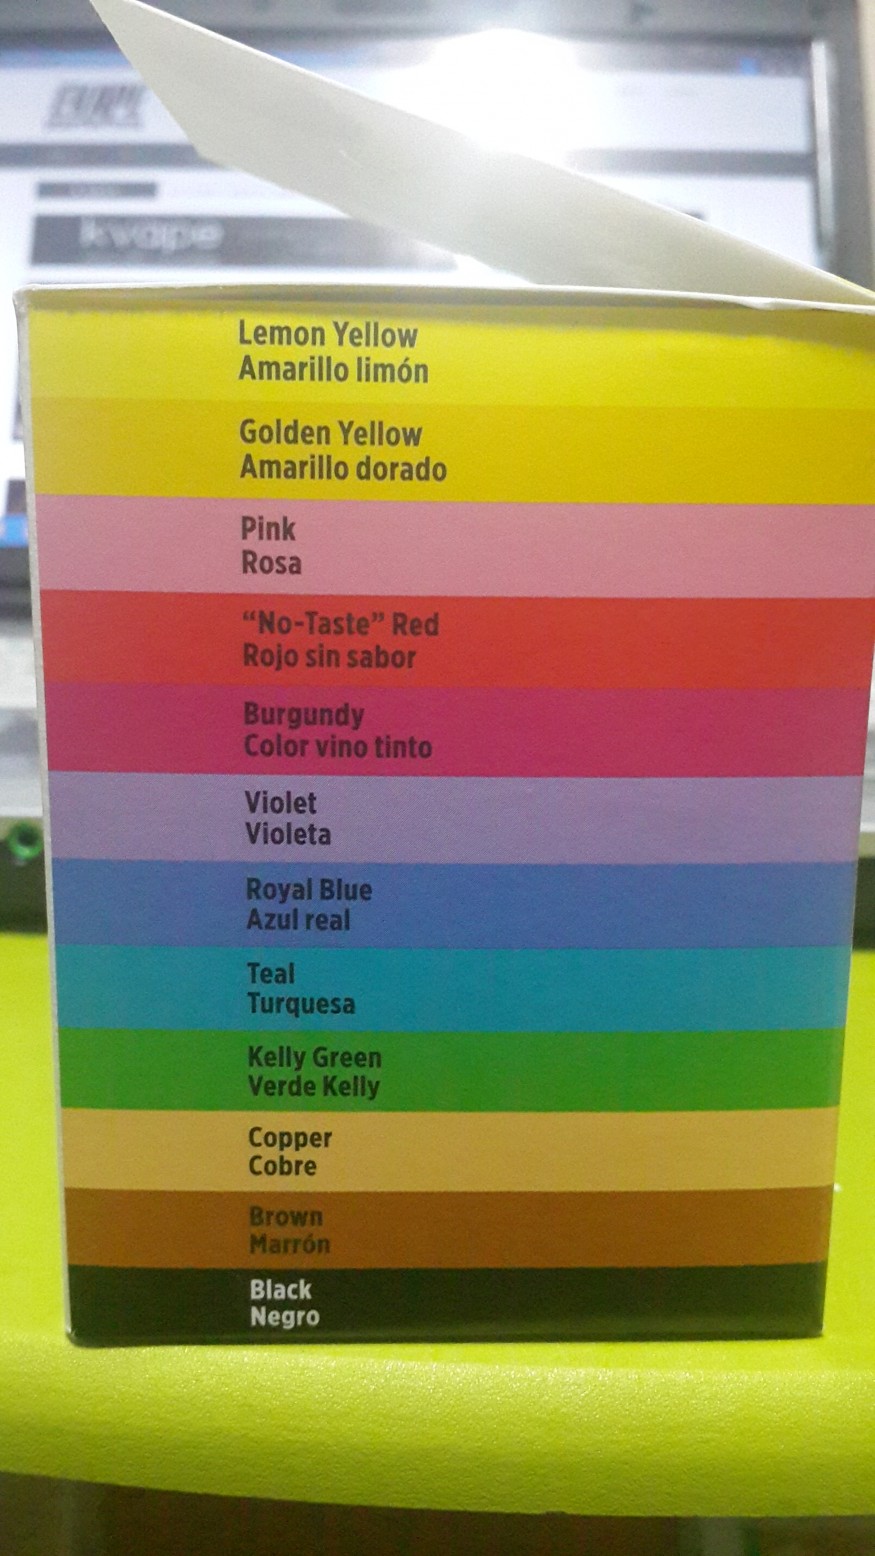 kvape
Lemon Yellow
Amarillo limón
Golden Yellow
Amarillo dorado
Pink
Rosa
“No-Taste” Red
Rojo sin sabor
Burgundy
Color vino tinto
Violet
Violeta
Royal Blue
Azul real
Teal
Turquesa
Kelly Green
Verde Kelly
Copper
Cobre
Brown
Marrón
Black
Negro